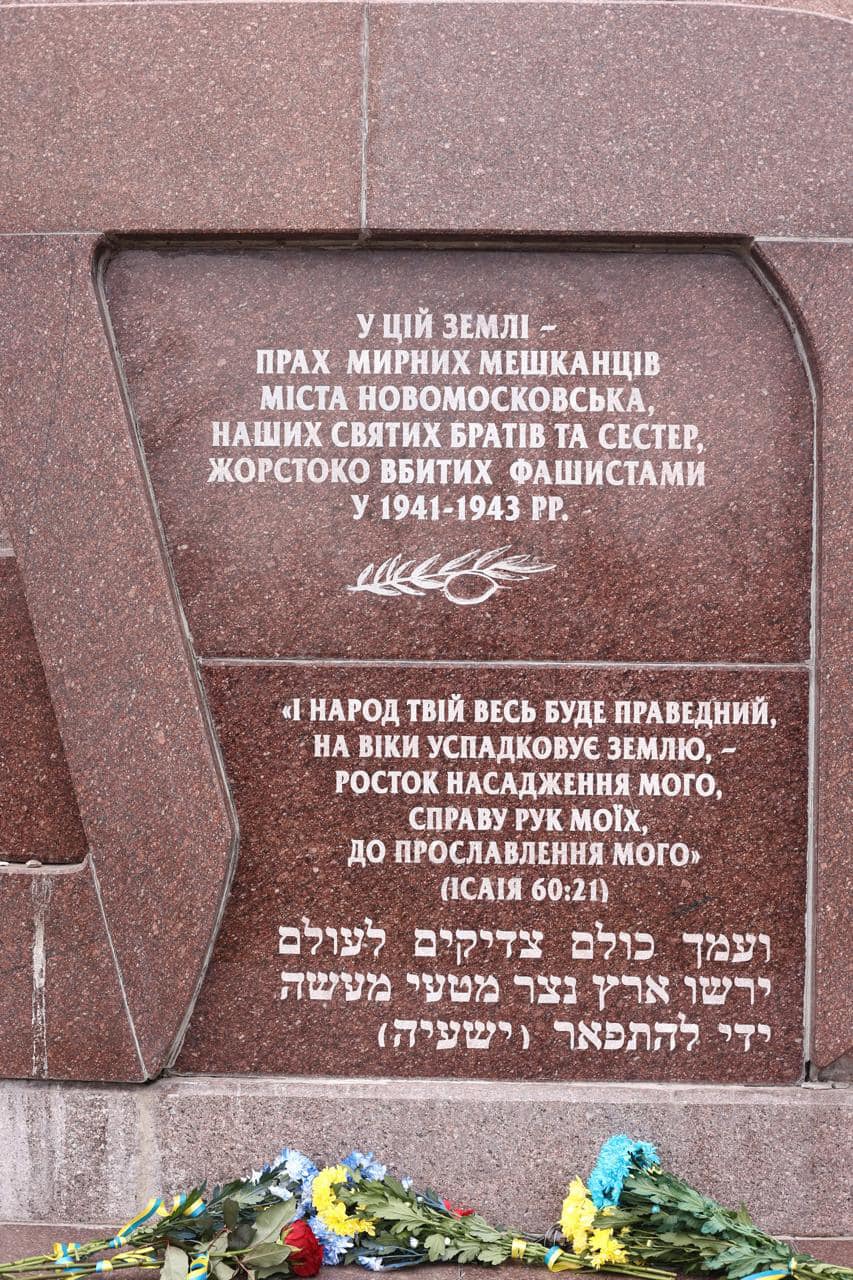 У ЦІЙ ЗЕМЛІ –
ПРАХ МИРНИХ МЕШКАНЦІВ
МІСТА НОВОМОСКОВСЬКА,
НАШИХ СВЯТИХ БРАТІВ ТА СЕСТЕР,
ЖОРСТОКО ВБИТИХ ФАШИСТАМИ
У 1941-1943 РР.
«І НАРОД ТВІЙ ВЕСЬ БУДЕ ПРАВЕДНИЙ,
НА ВІКИ УСПАДКОВУЄ ЗЕМЛЮ, –
РОСТОК НАСАДЖЕННЯ МОГО,
СПРАВУ РУК МОЇХ,
ДО ПРОСЛАВЛЕННЯ МОГО»
(ІСАІЯ 60:21)
ועמך כולם צדיקים לעולם
ירשו ארץ נצר מטעי מעשה
ידי להתפאר (ישעיה)